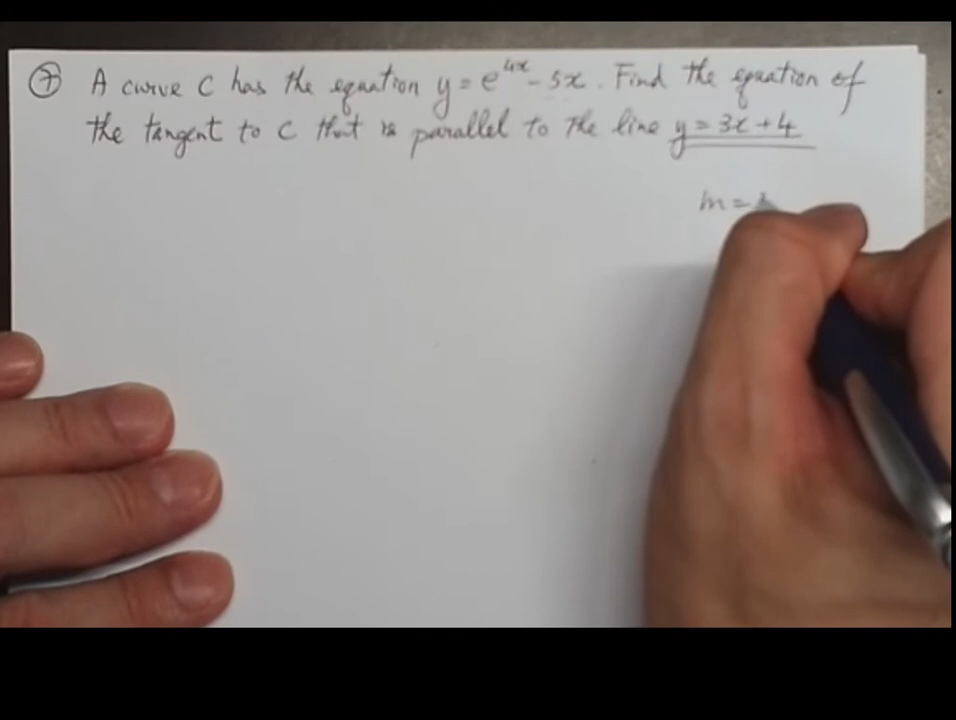 ⑦ A curve C has the equation y = e^{4x} - 5x. Find the equation of
the tangent to C that is parallel to the line y = 3x + 4
m =